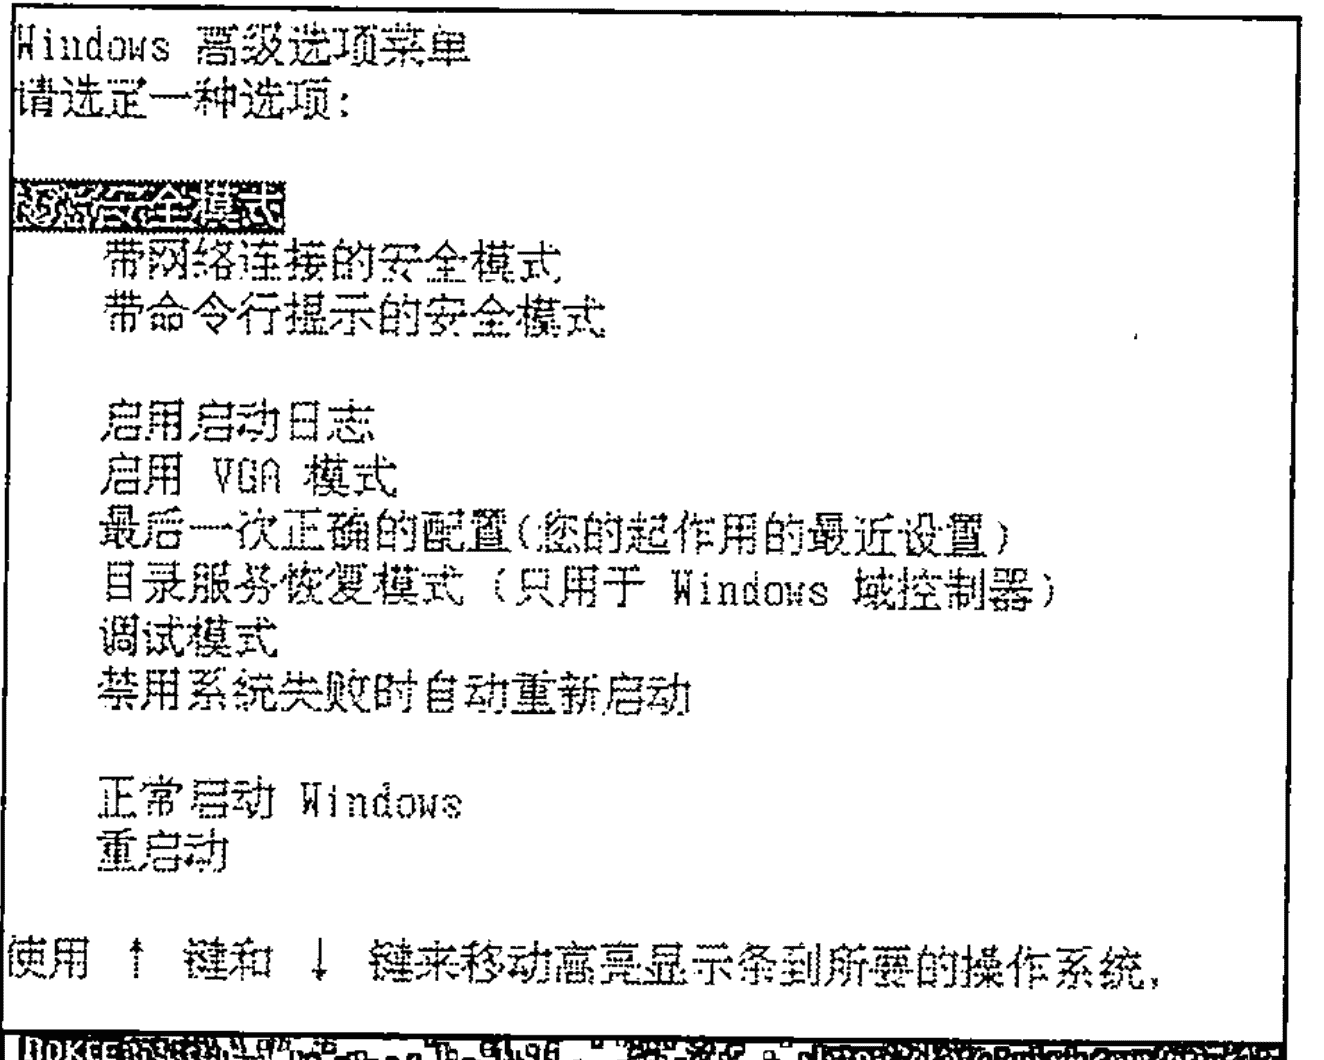 Windows 高级选项菜单
请选定一种选项:
安全模式
带网络连接的安全模式
带命令行提示的安全模式
启用启动日志
启用 VGA 模式
最后一次正确的配置(您的起作用的最近设置)
目录服务恢复模式 (只用于 Windows 域控制器)
调试模式
禁用系统失败时自动重新启动
正常启动 Windows
重启动
使用 ↑ 键和 ↓ 键来移动高亮显示条到所要的操作系统,